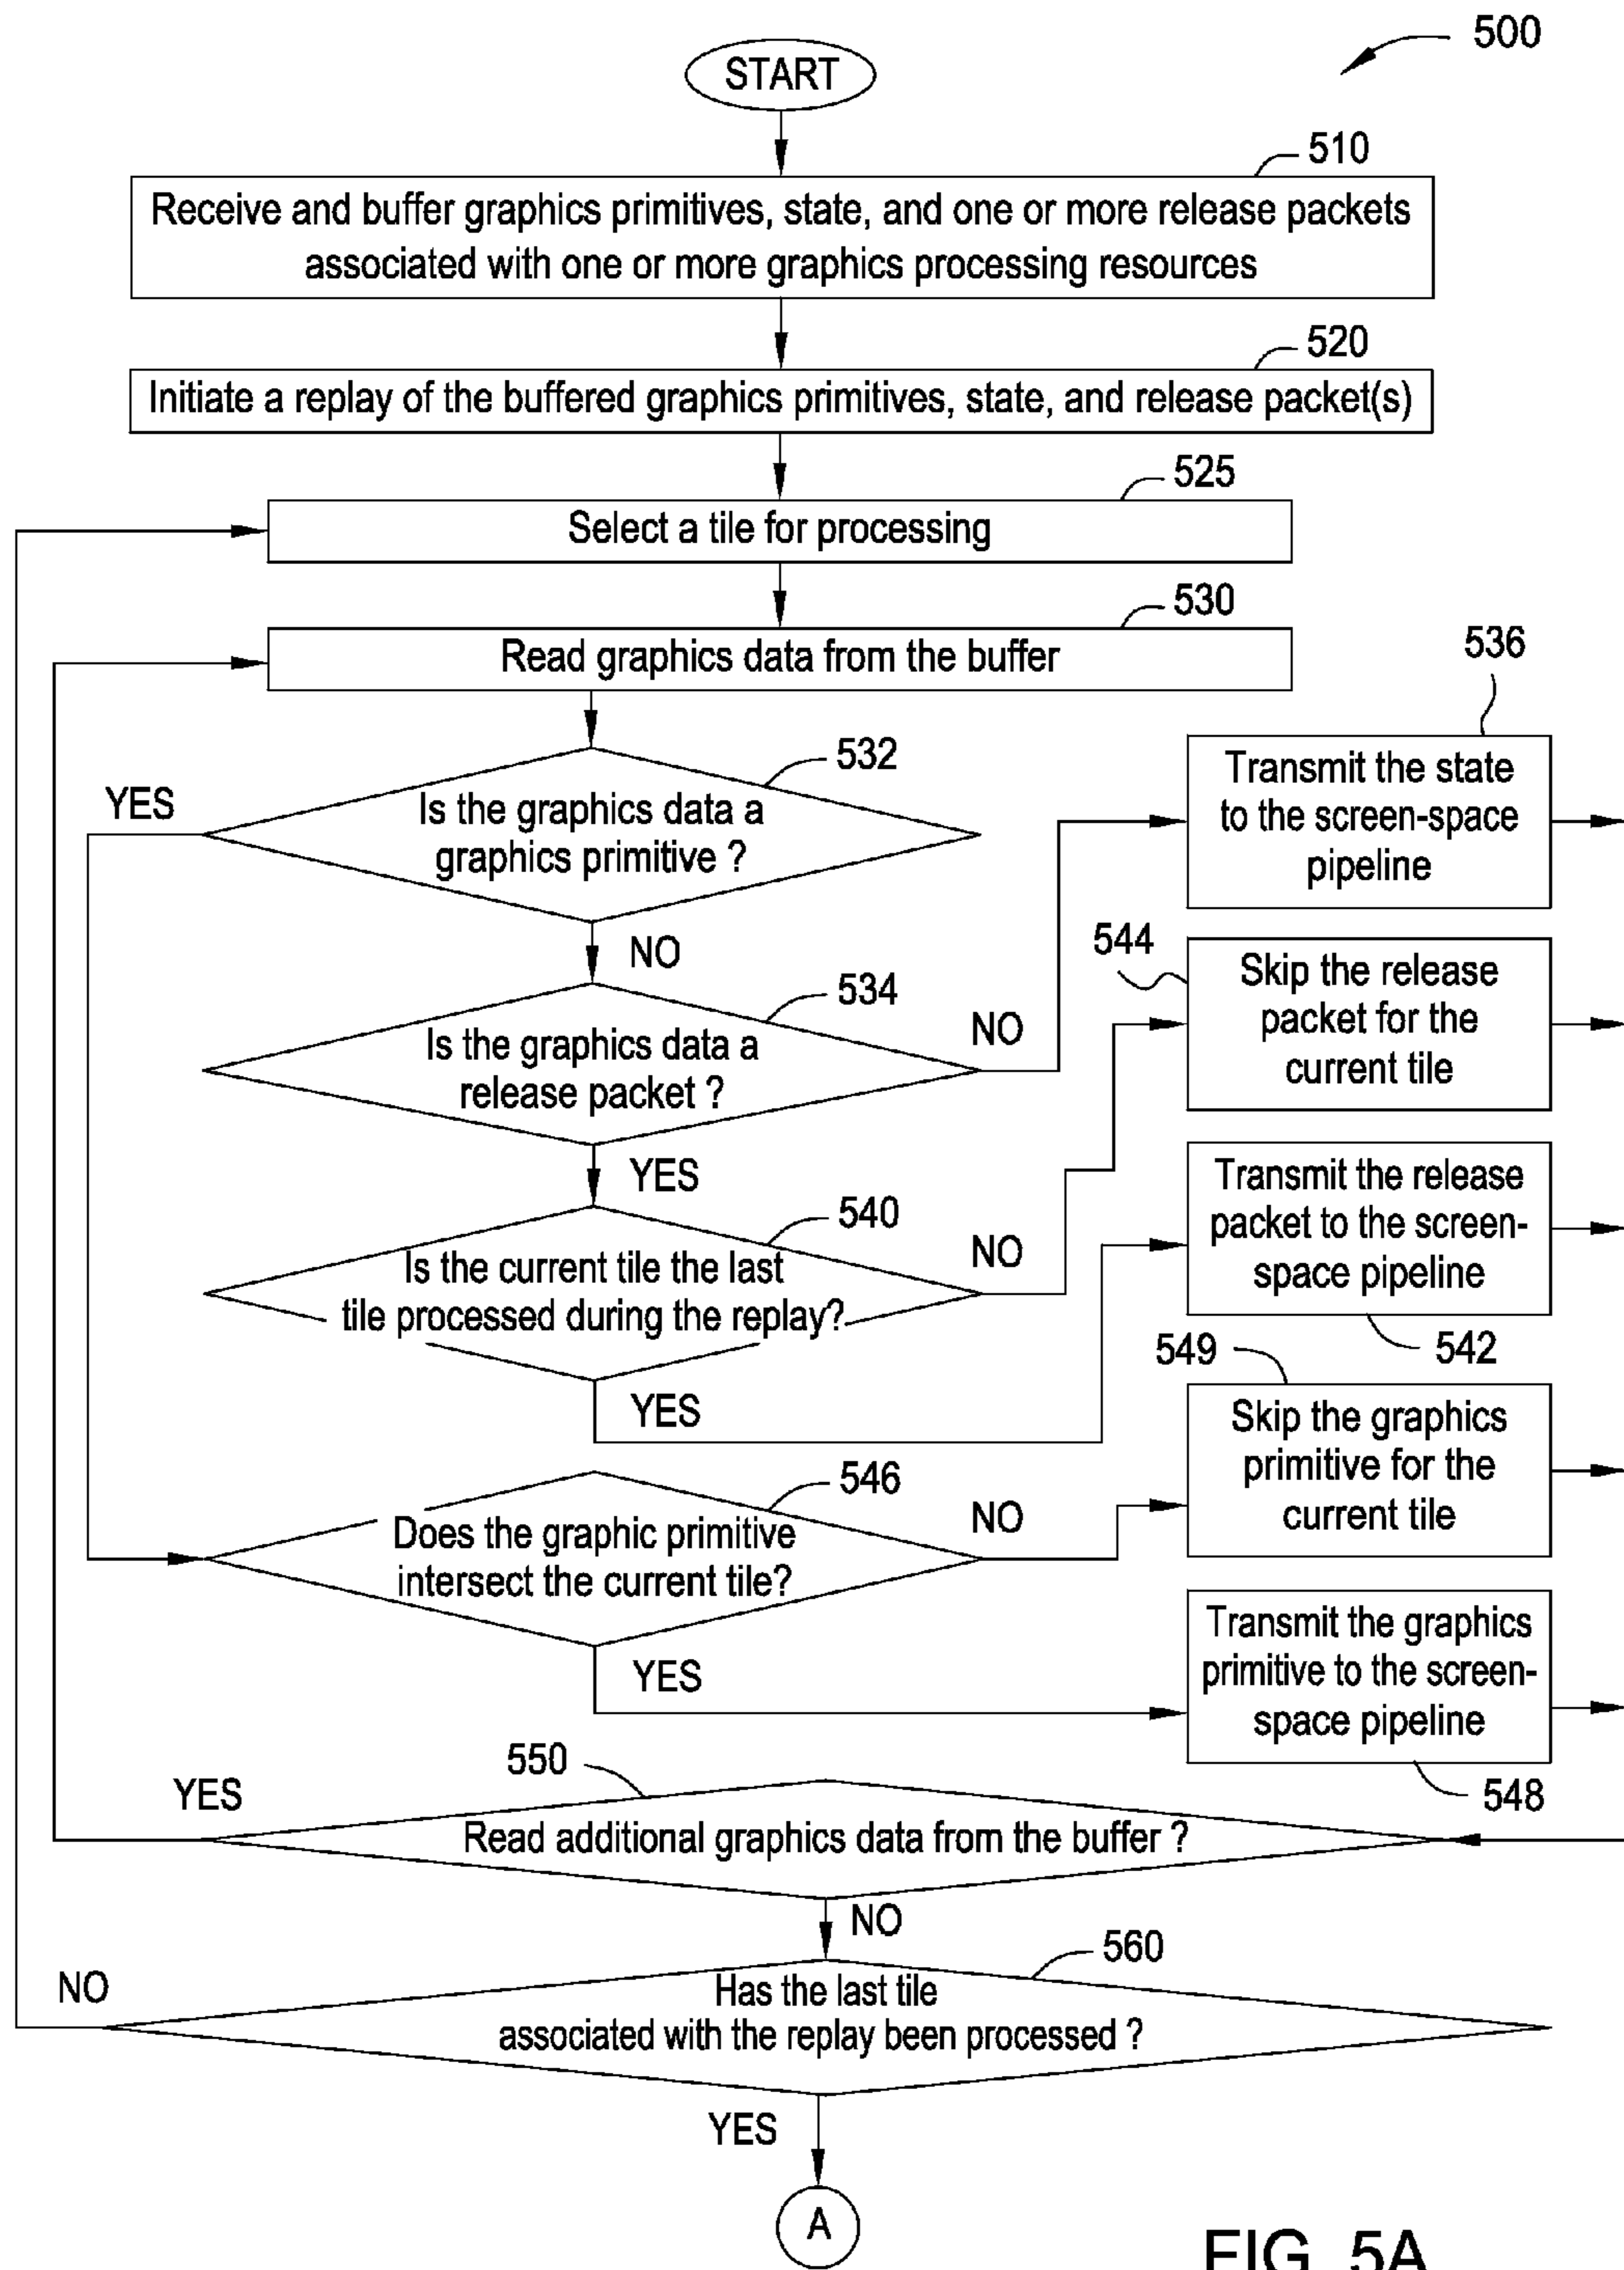 500
START
510
Receive and buffer graphics primitives, state, and one or more release packets
associated with one or more graphics processing resources
520
Initiate a replay of the buffered graphics primitives, state, and release packet(s)
525
Select a tile for processing
530
Read graphics data from the buffer
536
Transmit the state
to the screen-space
pipeline
532
YES
Is the graphics data a
graphics primitive ?
NO
544
Skip the release
packet for the
current tile
534
NO
Is the graphics data a
release packet ?
YES
Transmit the release
packet to the screen-
space pipeline
542
540
NO
Is the current tile the last
tile processed during the replay?
YES
549
Skip the graphics
primitive for the
current tile
546
NO
Does the graphic primitive
intersect the current tile?
YES
Transmit the graphics
primitive to the screen-
space pipeline
548
550
YES
Read additional graphics data from the buffer ?
NO
560
NO
Has the last tile
associated with the replay been processed ?
YES
A
FIG. 5A